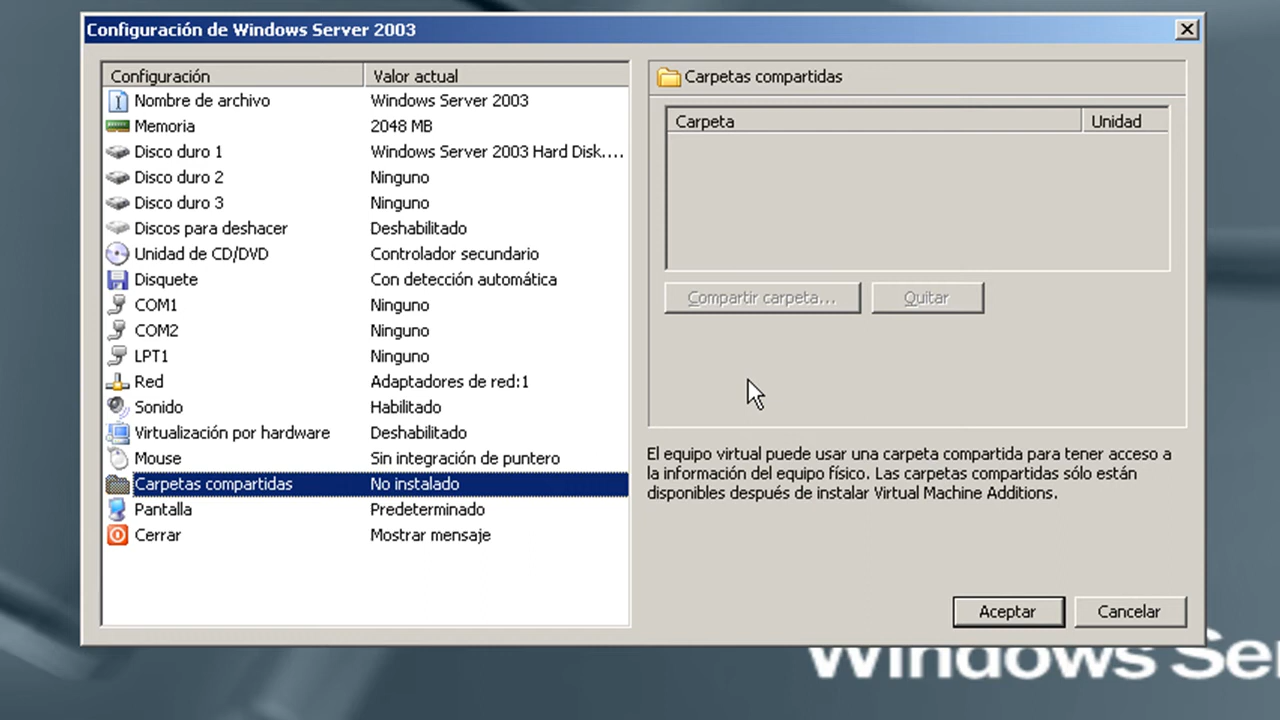 Configuración de Windows Server 2003
Configuración Valor actual
Nombre de archivo Windows Server 2003
Memoria 2048 MB
Disco duro 1 Windows Server 2003 Hard Disk....
Disco duro 2 Ninguno
Disco duro 3 Ninguno
Discos para deshacer Deshabilitado
Unidad de CD/DVD Controlador secundario
Disquete Con detección automática
COM1 Ninguno
COM2 Ninguno
LPT1 Ninguno
Red Adaptadores de red:1
Sonido Habilitado
Virtualización por hardware Deshabilitado
Mouse Sin integración de puntero
Carpetas compartidas No instalado
Pantalla Predeterminado
Cerrar Mostrar mensaje
Carpetas compartidas
Carpeta Unidad
Compartir carpeta... Quitar
El equipo virtual puede usar una carpeta compartida para tener acceso a
la información del equipo físico. Las carpetas compartidas sólo están
disponibles después de instalar Virtual Machine Additions.
Aceptar Cancelar
Windows Ser